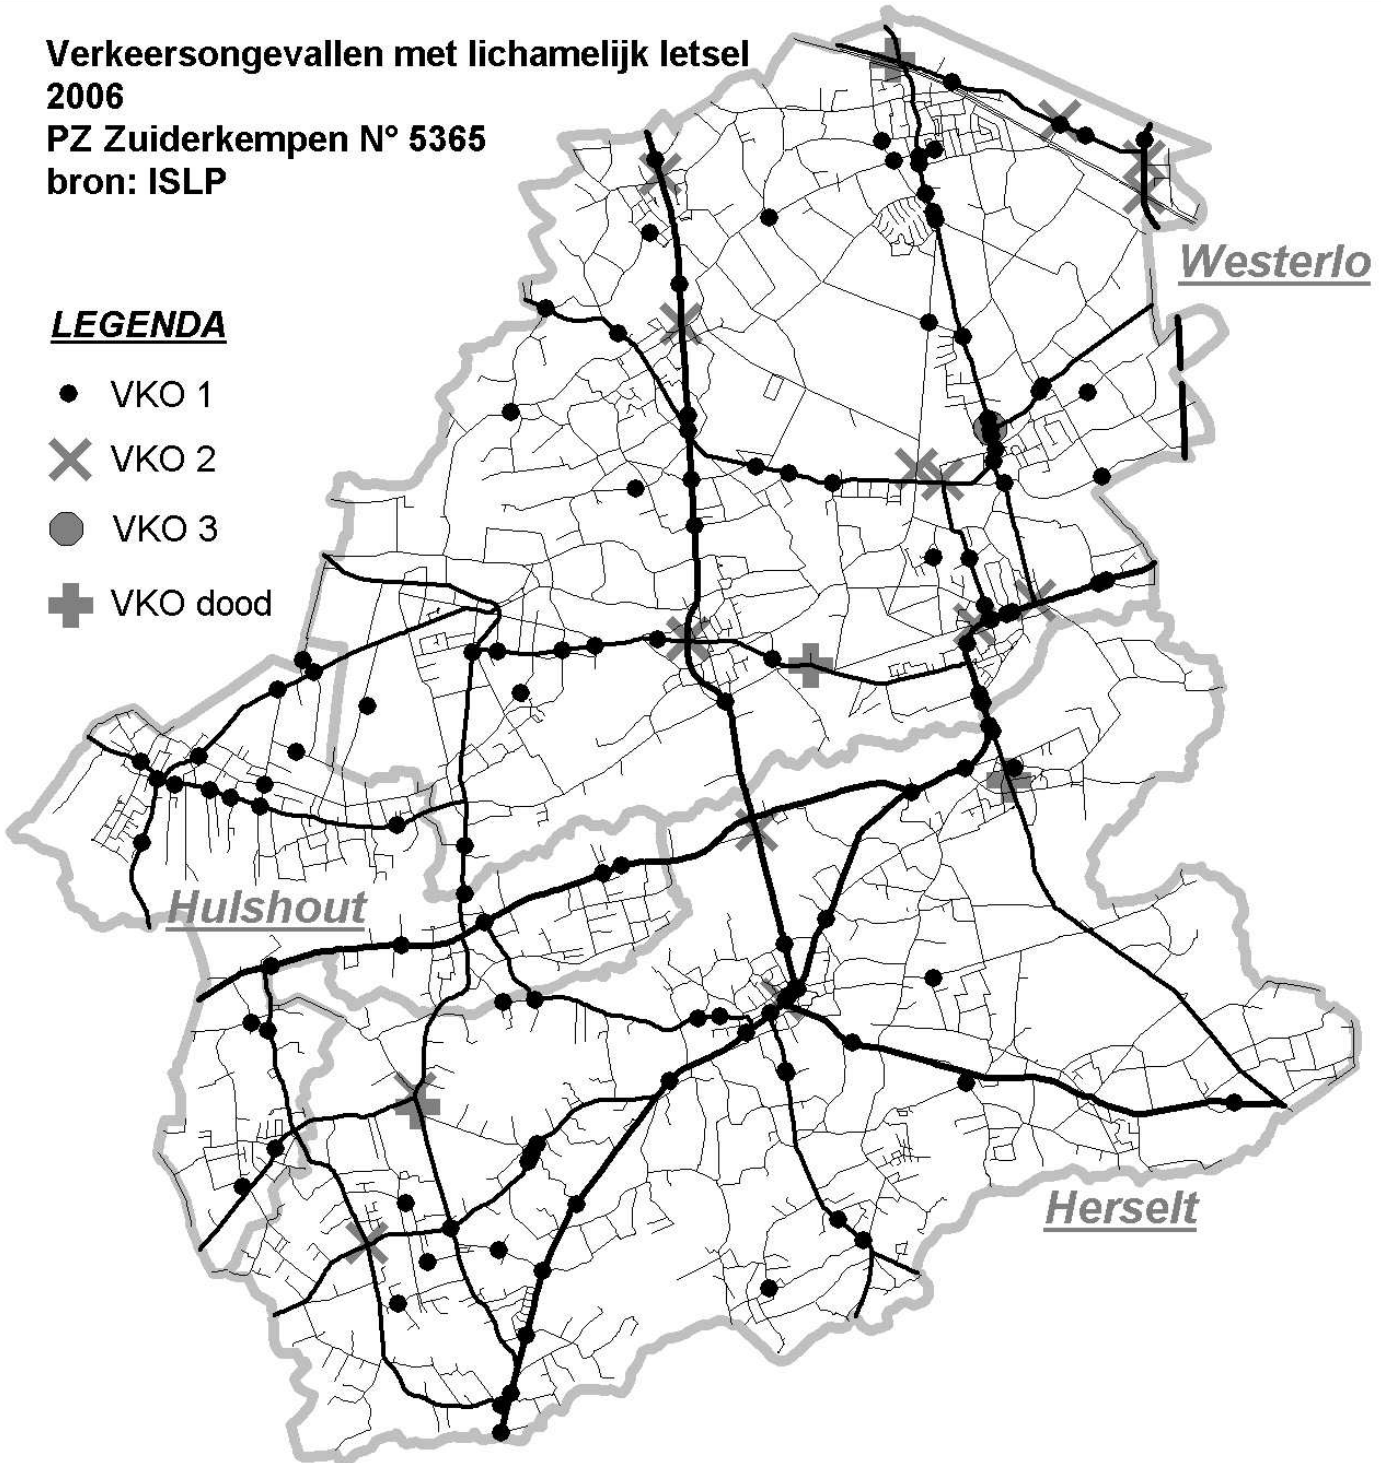 Verkeersongevallen met lichamelijk letsel
2006
PZ Zuiderkempen N° 5365
bron: ISLP
Westerlo
LEGENDA
VKO 1
VKO 2
VKO 3
VKO dood
Hulshout
Herselt